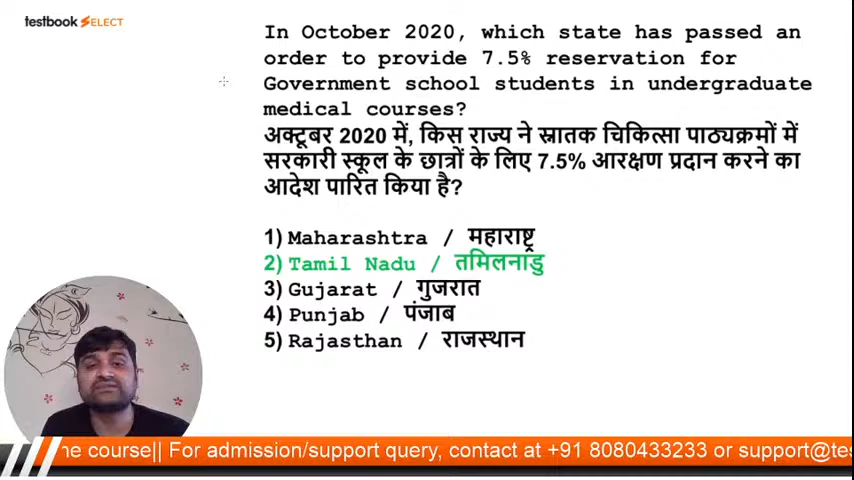 testbook SELECT
In October 2020, which state has passed an
order to provide 7.5% reservation for
Government school students in undergraduate
medical courses?
अक्टूबर 2020 में, किस राज्य ने स्नातक चिकित्सा पाठ्यक्रमों में
सरकारी स्कूल के छात्रों के लिए 7.5% आरक्षण प्रदान करने का
आदेश पारित किया है?
1) Maharashtra / महाराष्ट्र
2) Tamil Nadu / तमिलनाडु
3) Gujarat / गुजरात
4) Punjab / पंजाब
5) Rajasthan / राजस्थान
he course|| For admission/support query, contact at +91 8080433233 or support@tes